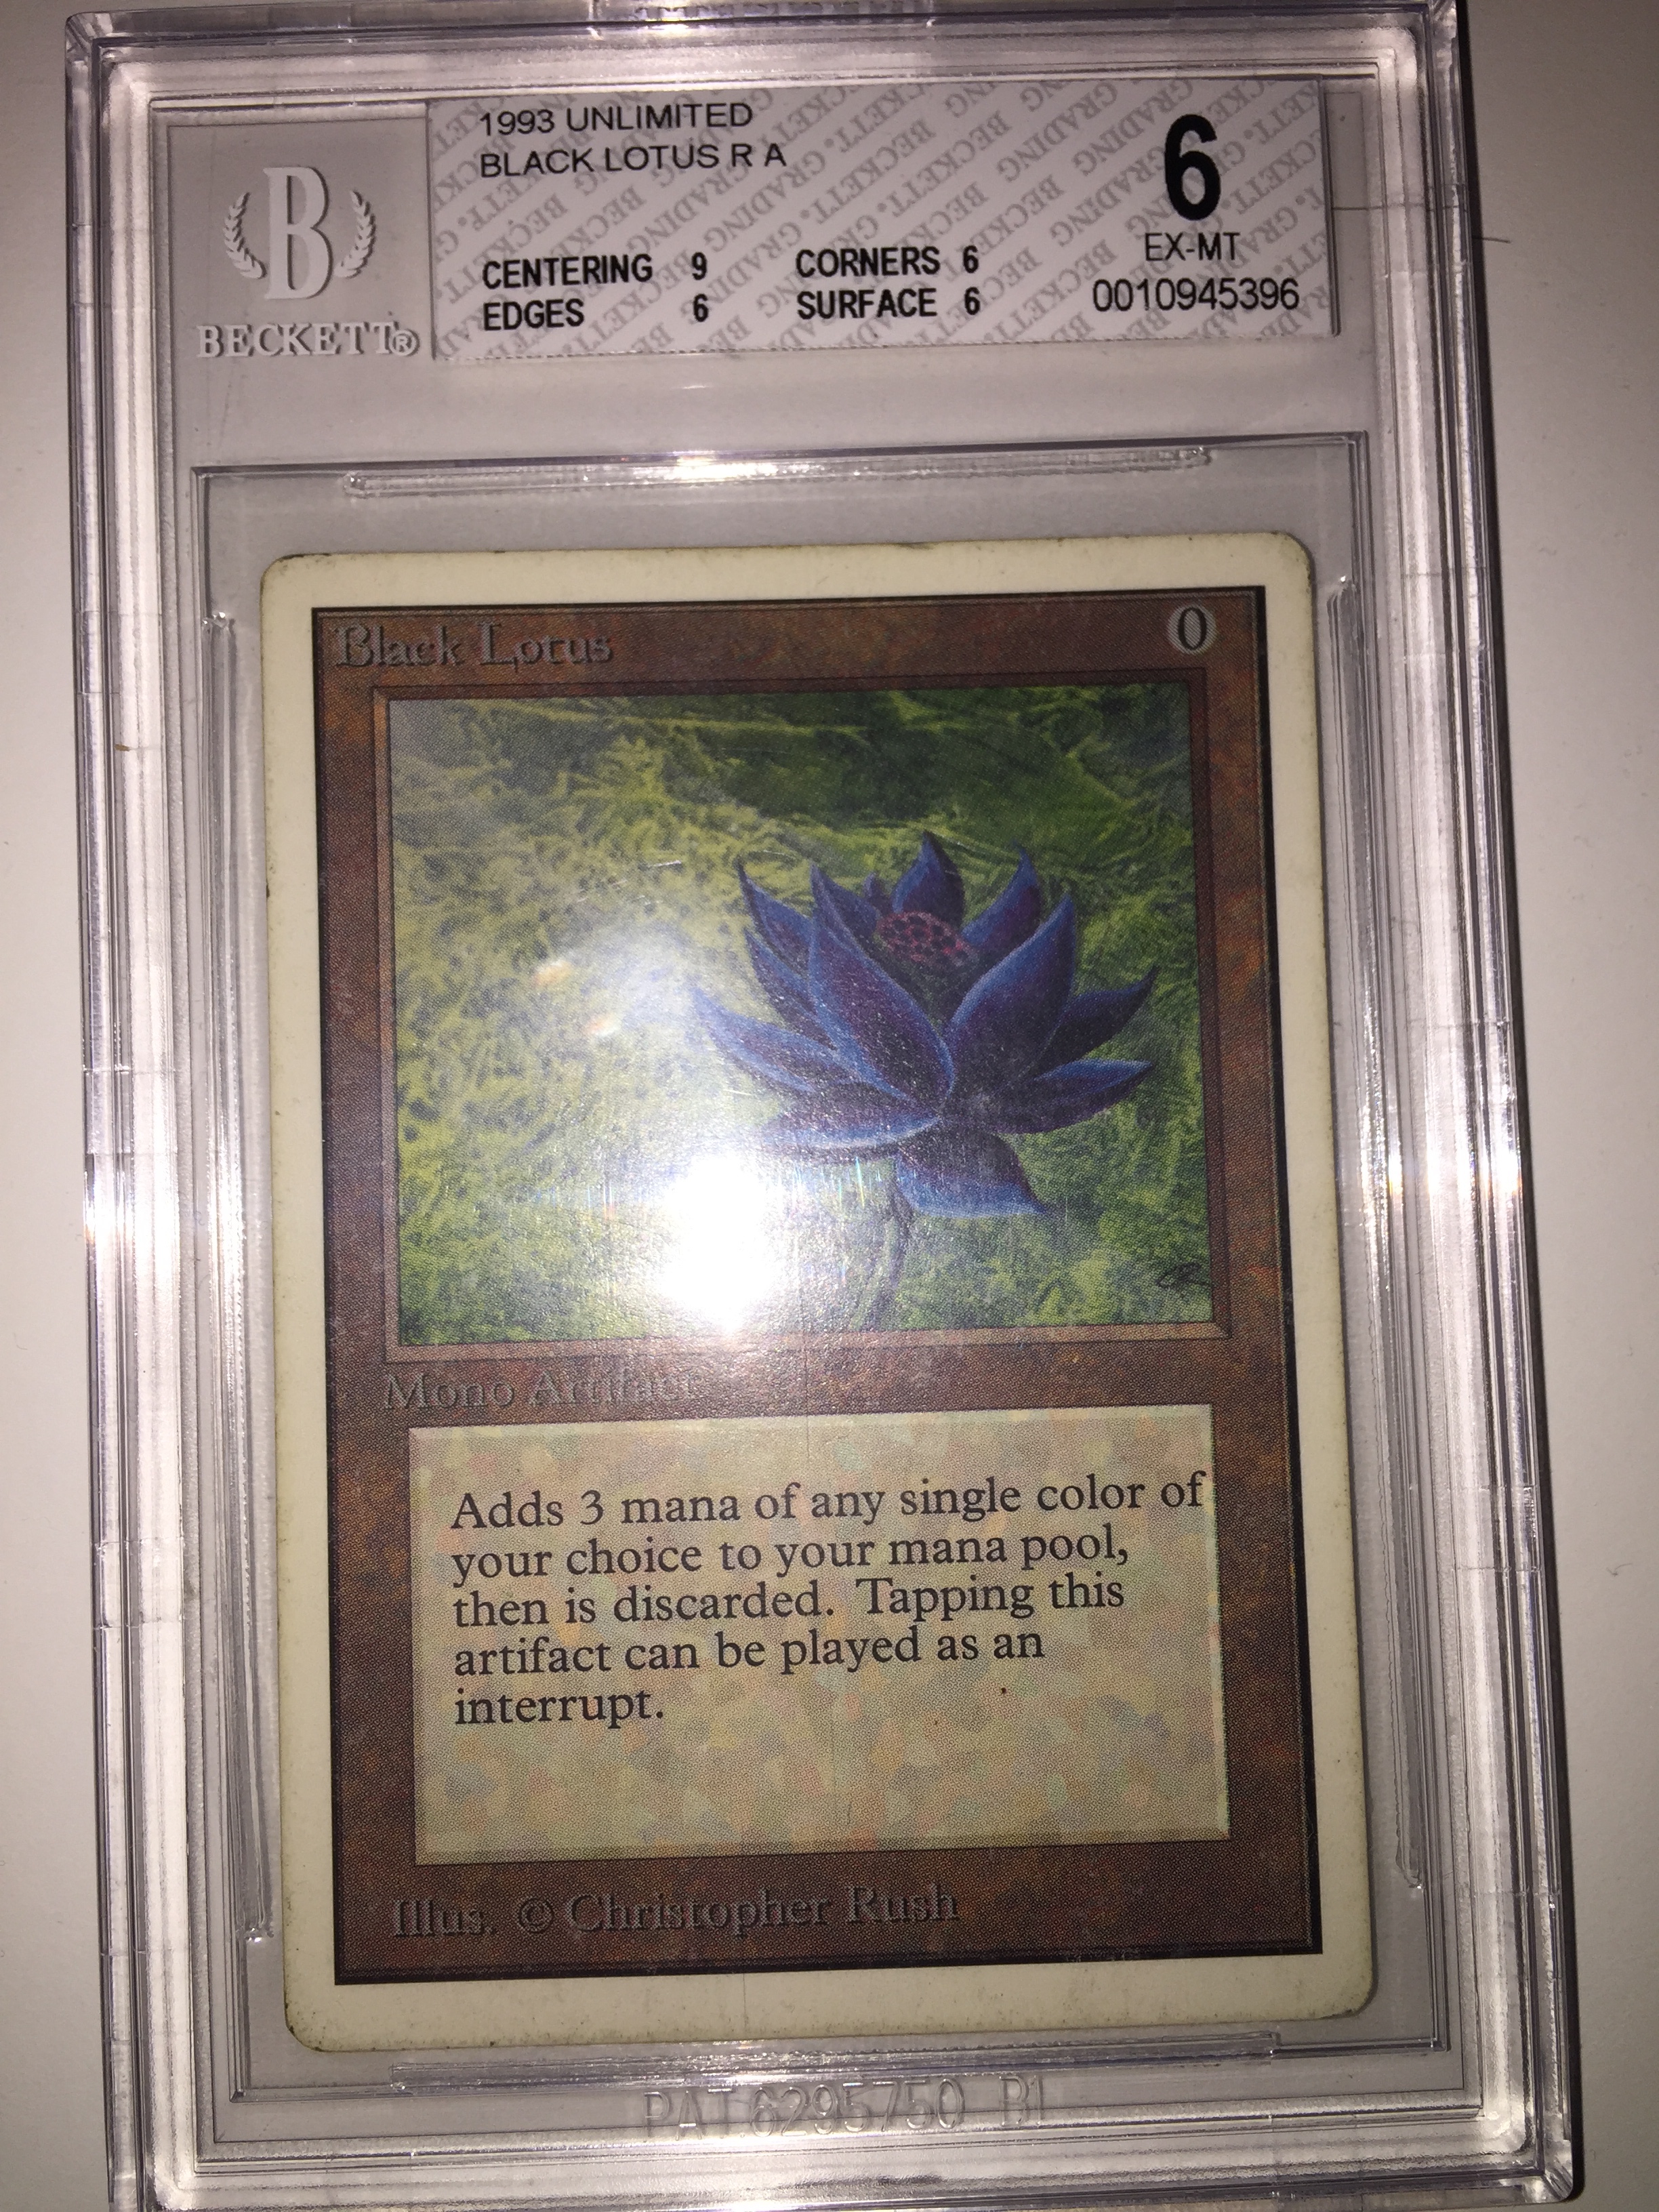 1993 UNLIMITED
BLACK LOTUS R A
6
CENTERING 9 CORNERS 6
EX-MT
EDGES 6 SURFACE 6
0010945396
B
BECKETT®
Black Lotus
0
CR
Mono Artifact
Adds 3 mana of any single color of
your choice to your mana pool,
then is discarded. Tapping this
artifact can be played as an
interrupt.
Illus. © Christopher Rush
PAT 6295750 B1